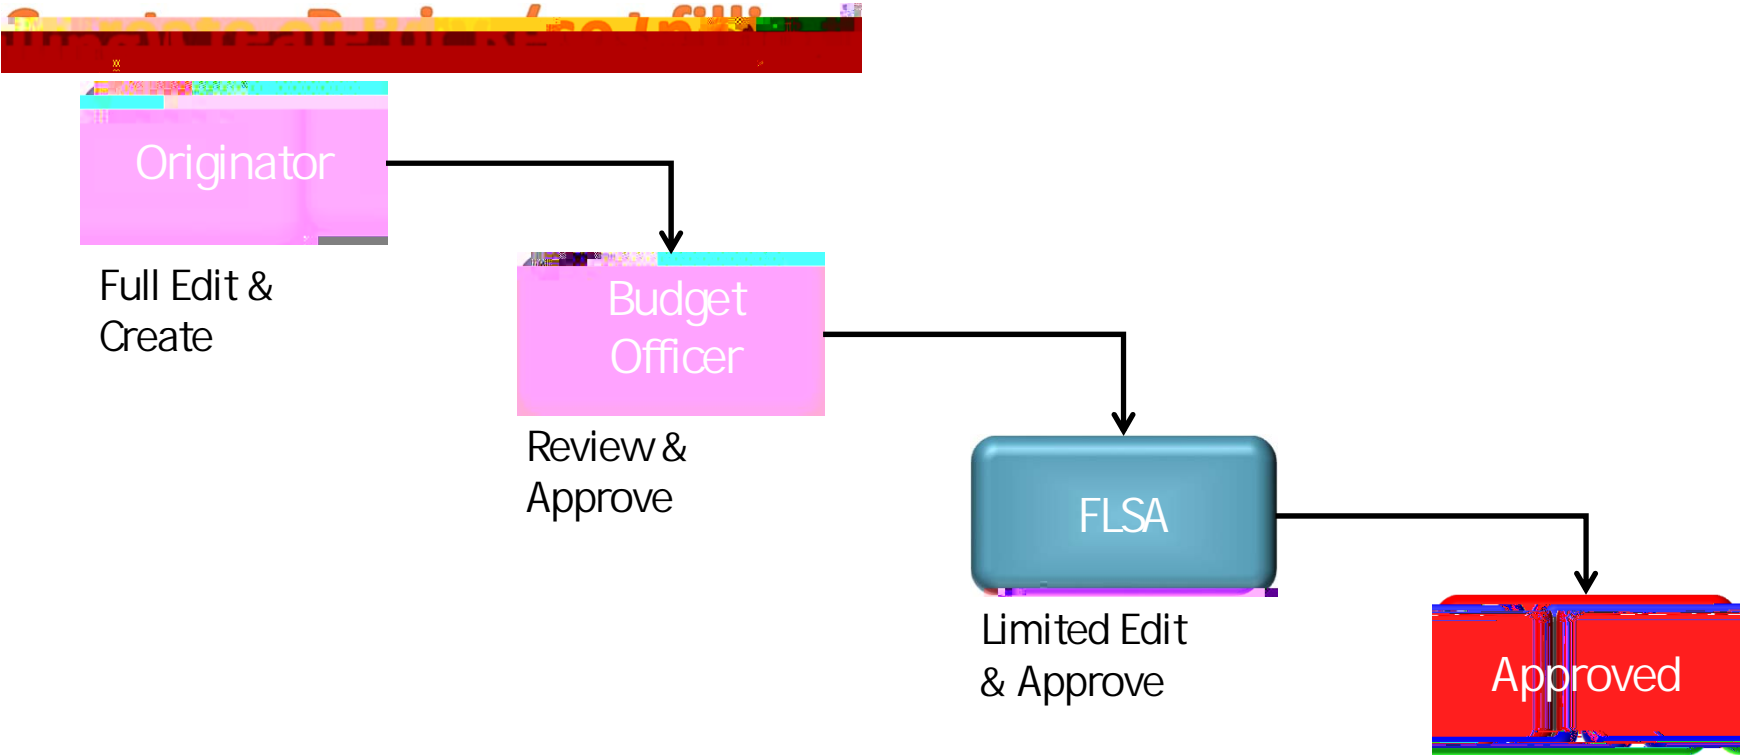 Originator
Full Edit &
Create
Budget
Officer
Review &
Approve
FLSA
Limited Edit
& Approve
Approved